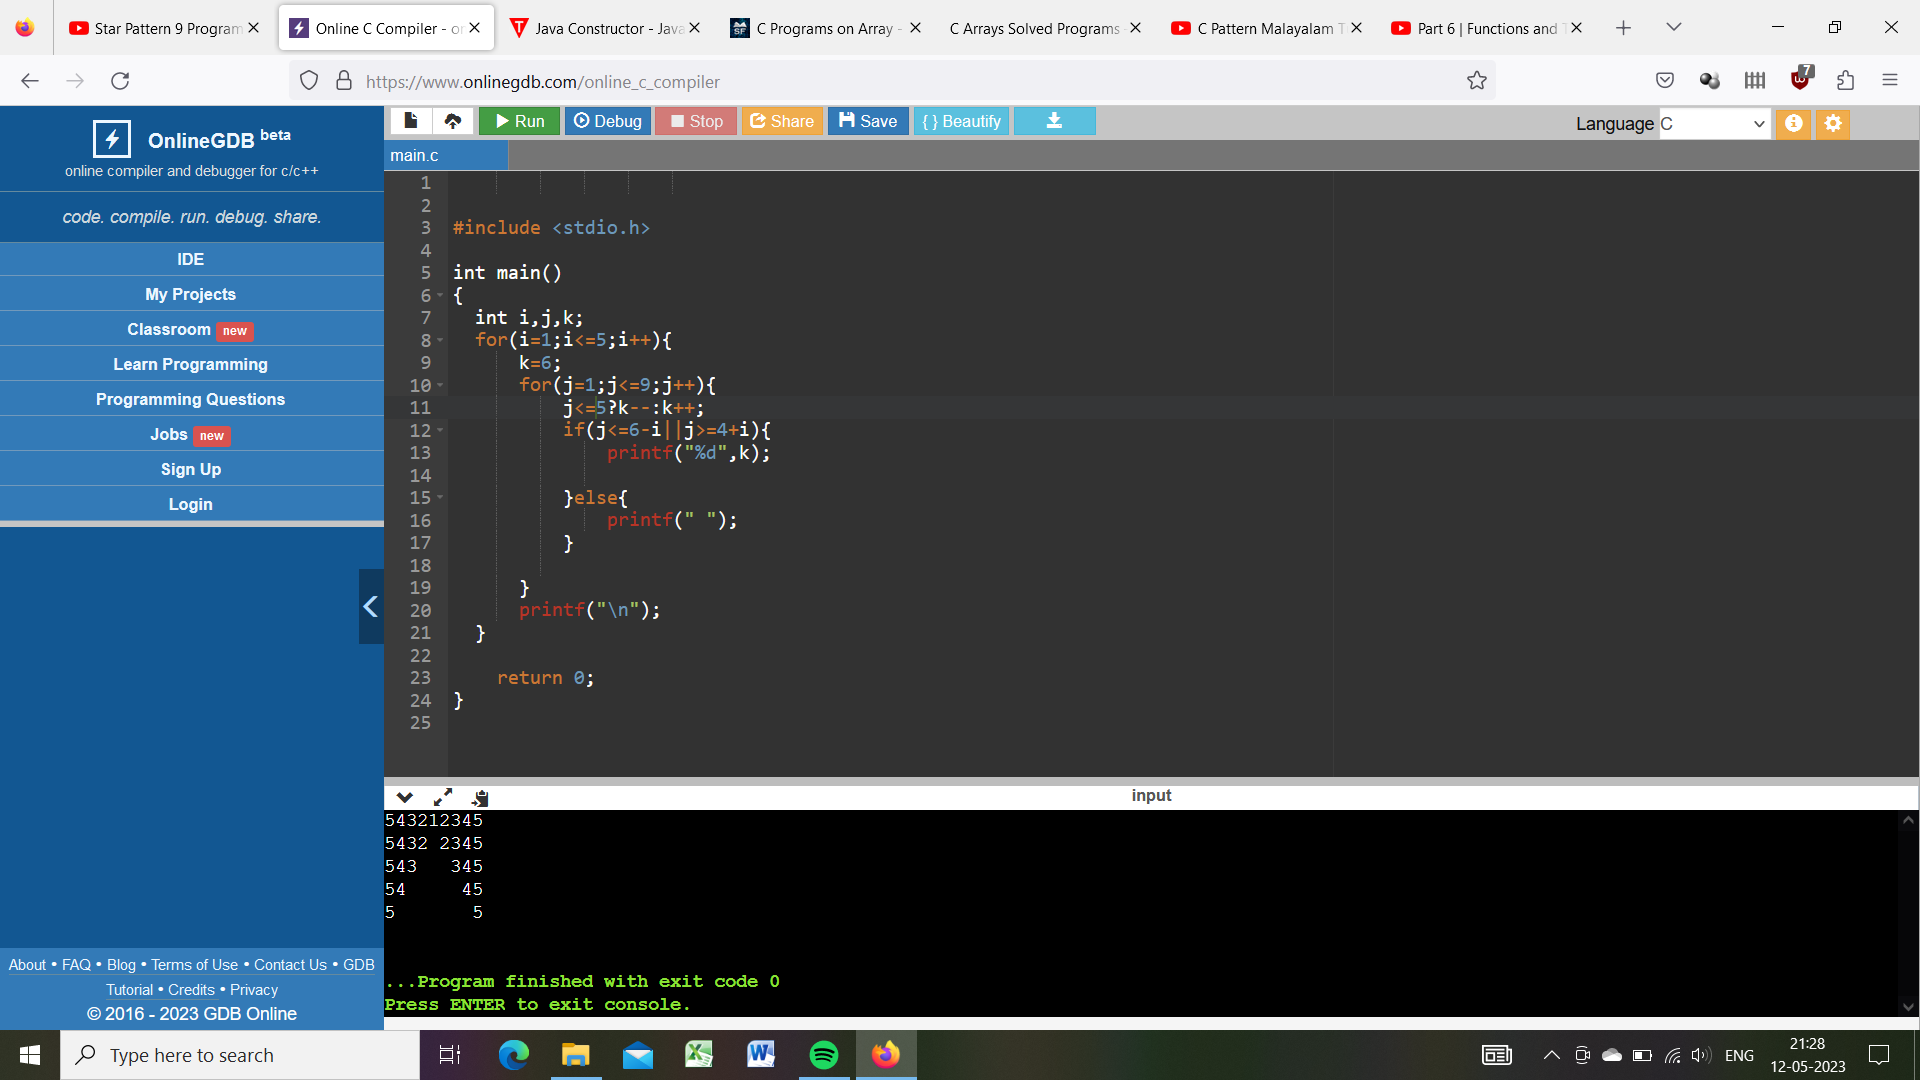 Star Pattern 9 Program
Online C Compiler - on
Java Constructor - Java
C Programs on Array -
C Arrays Solved Programs
C Pattern Malayalam T
Part 6 | Functions and T
https://www.onlinegdb.com/online_c_compiler
7
OnlineGDB beta
online compiler and debugger for c/c++
code. compile. run. debug. share.
IDE
My Projects
Classroom new
Learn Programming
Programming Questions
Jobs new
Sign Up
Login
About • FAQ • Blog • Terms of Use • Contact Us • GDB
Tutorial • Credits • Privacy
© 2016 - 2023 GDB Online
Run Debug Stop Share Save { } Beautify
Language C
main.c
1
2
3 #include <stdio.h>
4
5 int main()
6 {
7 int i,j,k;
8 for(i=1;i<=5;i++){
9 k=6;
10 for(j=1;j<=9;j++){
11 j<=5?k--:k++;
12 if(j<=6-i||j>=4+i){
13 printf("%d",k);
14
15 }else{
16 printf(" ");
17 }
18
19 }
20 printf("\n");
21 }
22
23 return 0;
24 }
25
input
543212345
5432 2345
543   345
54     45
5       5
...Program finished with exit code 0
Press ENTER to exit console.
Type here to search
ENG
21:28
12-05-2023